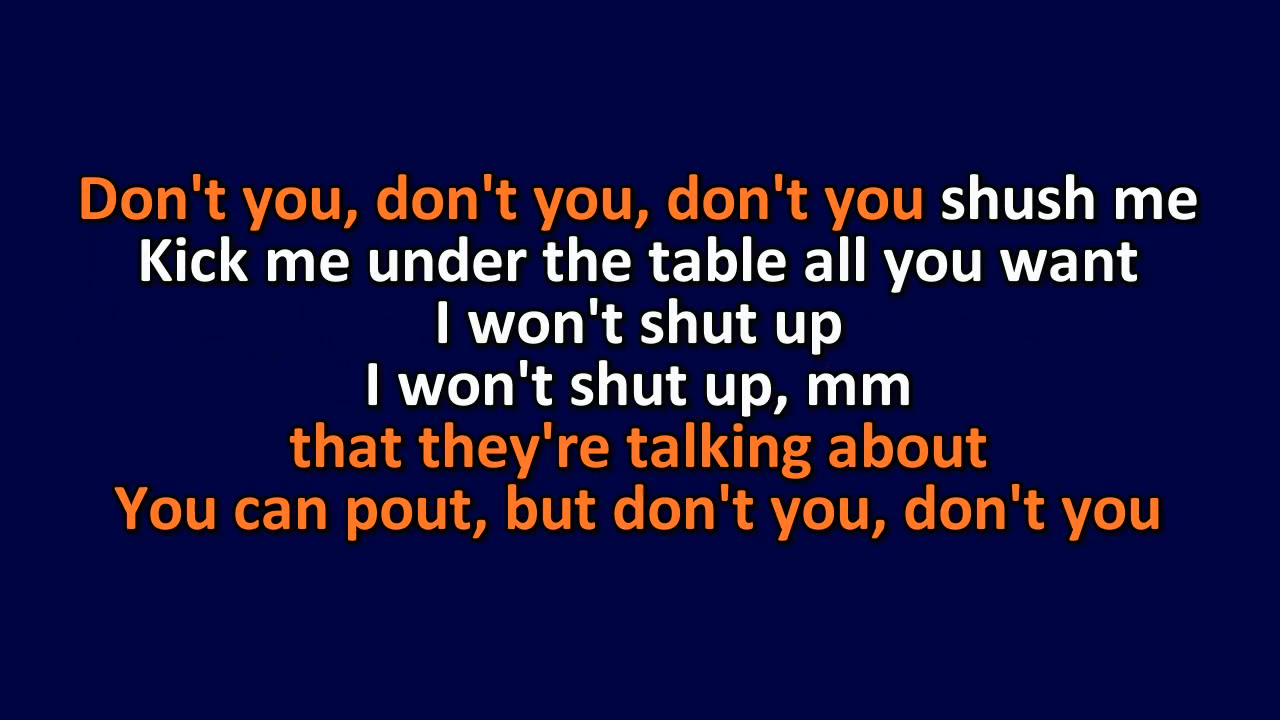 Don't you, don't you, don't you shush me
Kick me under the table all you want
I won't shut up
I won't shut up, mm
that they're talking about
You can pout, but don't you, don't you